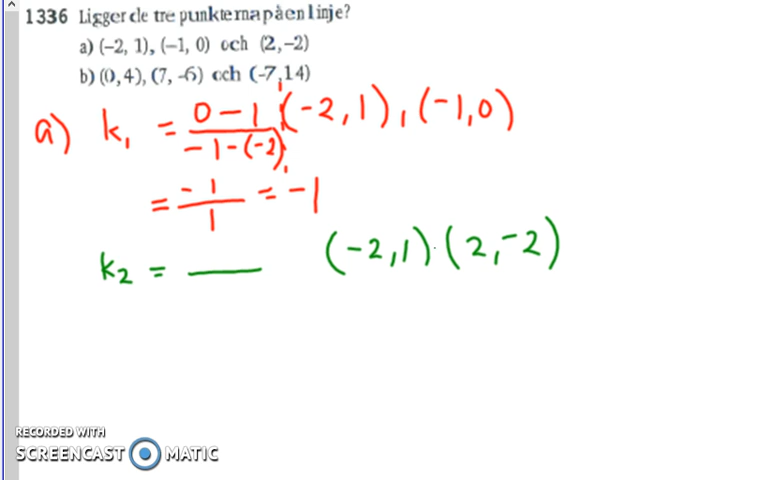 1336 Ligger de tre punkterna på en linje?
a) (-2, 1), (-1, 0) och (2,-2)
b) (0,4), (7, -6) och (-7,14)
a) k₁ = 0 - 1 / -1 - (-2) (-2, 1), (-1, 0)
= -1 / 1 = -1
k₂ = ___ (-2, 1) (2, -2)
RECORDED WITH
SCREENCAST MATIC